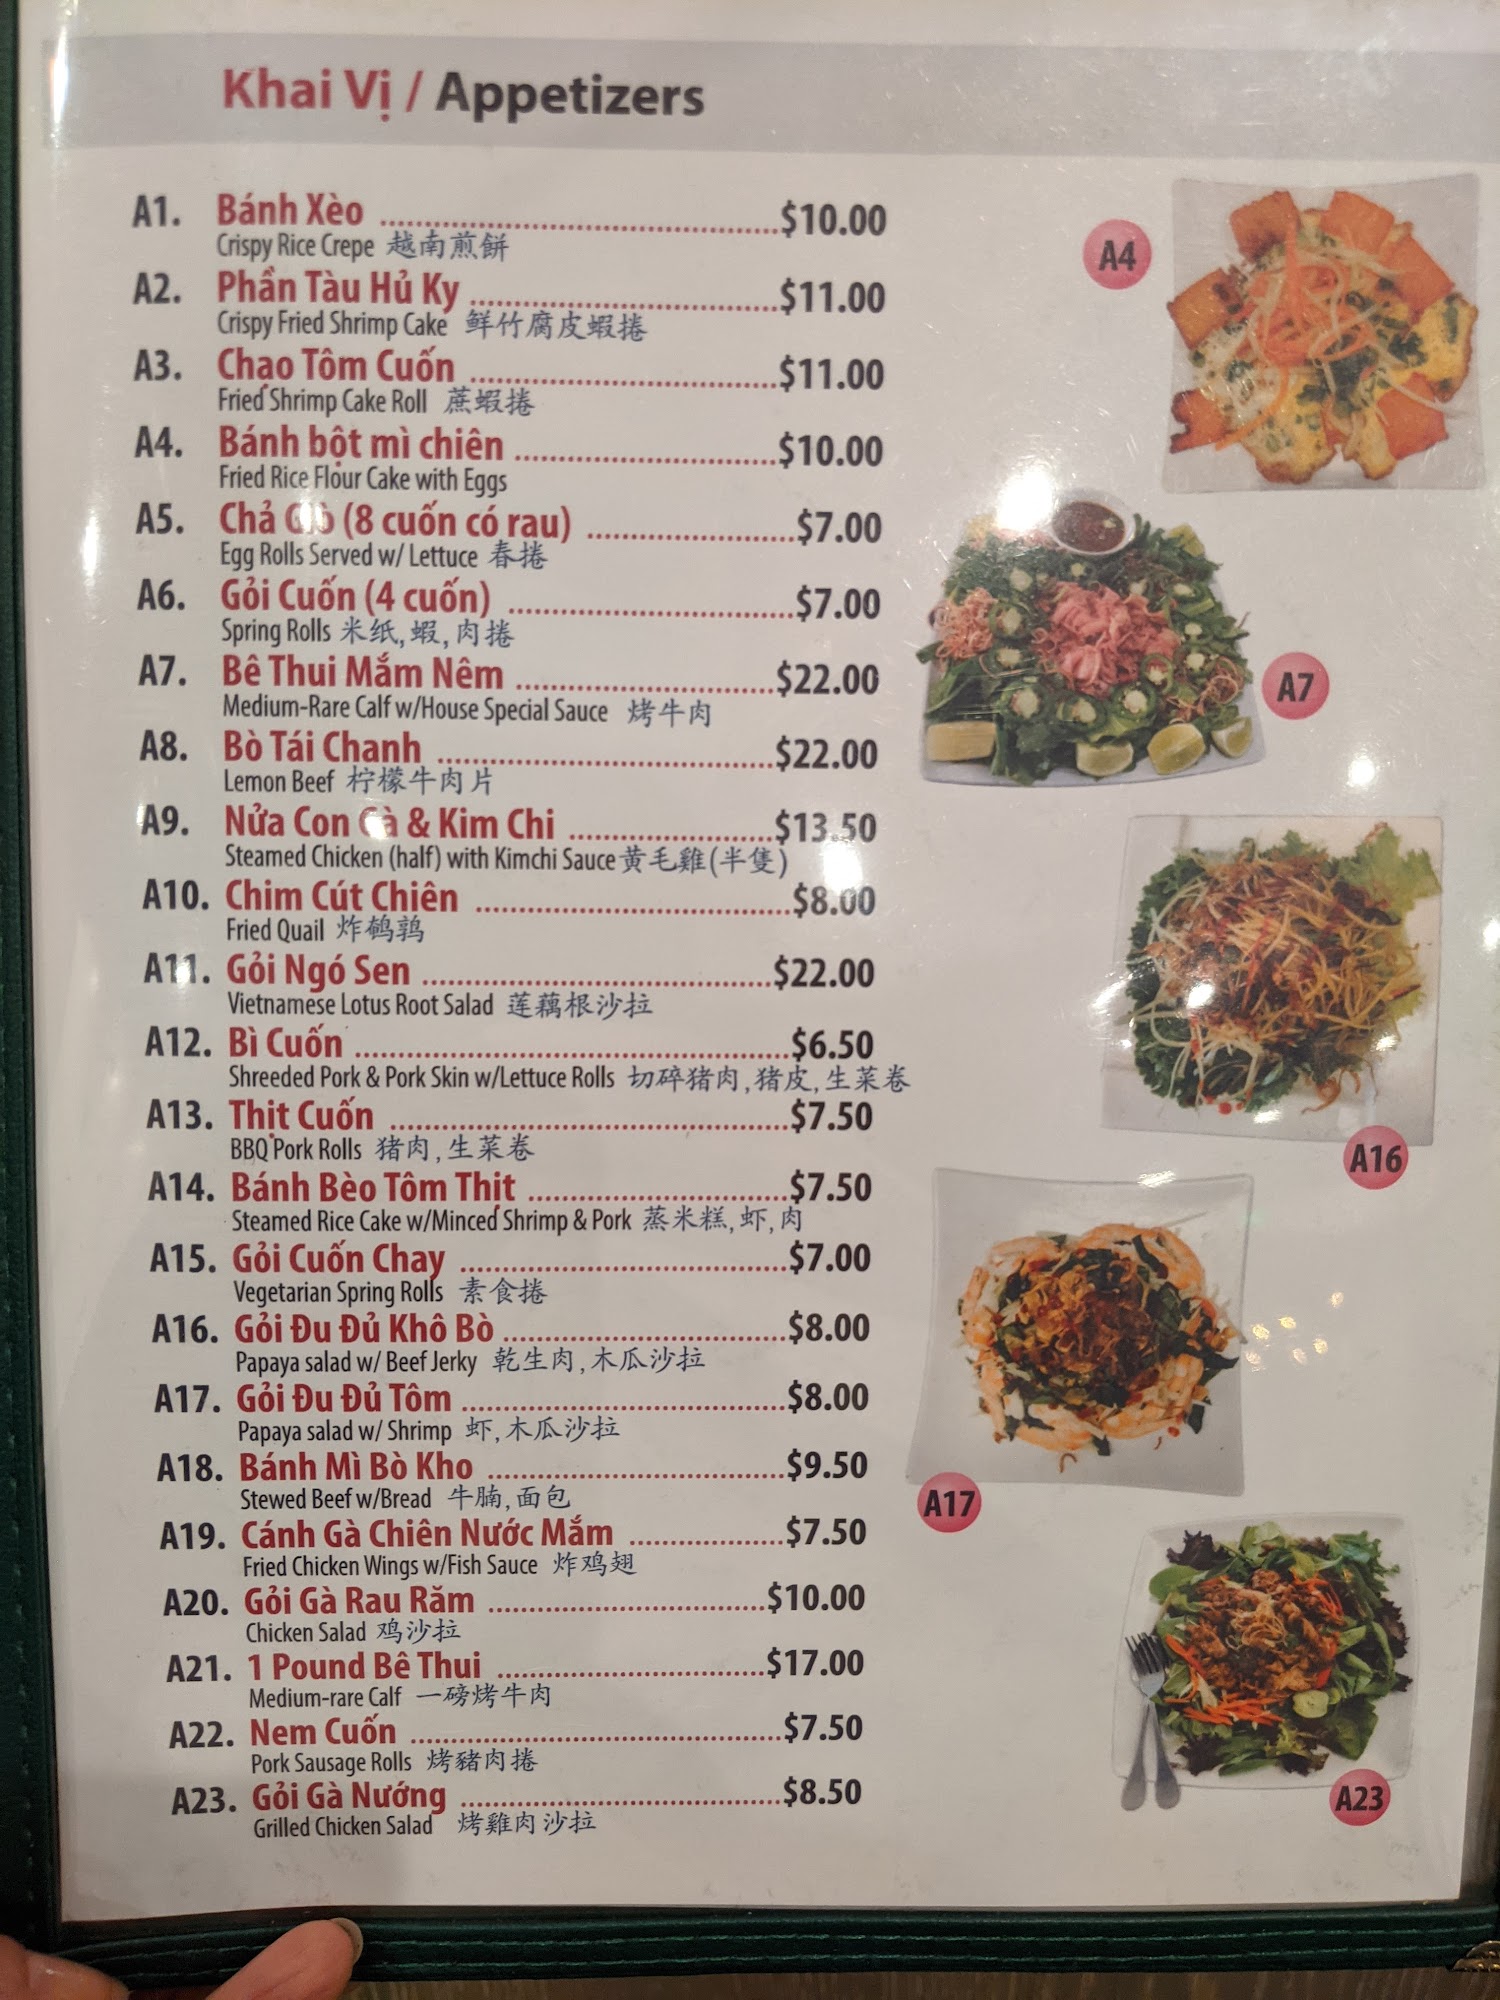 Khai Vị / Appetizers
A1. Bánh Xèo ........ $10.00
Crispy Rice Crepe 越南煎餅
A2. Phần Tàu Hủ Ky ........ $11.00
Crispy Fried Shrimp Cake 鲜竹腐皮蝦捲
A3. Chạo Tôm Cuốn ........ $11.00
Fried Shrimp Cake Roll 蔗蝦捲
A4. Bánh bột mì chiên ........ $10.00
Fried Rice Flour Cake with Eggs
A5. Chả Giò (8 cuốn có rau) ........ $7.00
Egg Rolls Served w/ Lettuce 春捲
A6. Gỏi Cuốn (4 cuốn) ........ $7.00
Spring Rolls 米纸,蝦,肉捲
A7. Bê Thui Mắm Nêm ........ $22.00
Medium-Rare Calf w/House Special Sauce 烤牛肉
A8. Bò Tái Chanh ........ $22.00
Lemon Beef 柠檬牛肉片
A9. Nửa Con Gà & Kim Chi ........ $13.50
Steamed Chicken (half) with Kimchi Sauce 黄毛雞(半隻)
A10. Chim Cút Chiên ........ $8.00
Fried Quail 炸鹌鹑
A11. Gỏi Ngó Sen ........ $22.00
Vietnamese Lotus Root Salad 莲藕根沙拉
A12. Bì Cuốn ........ $6.50
Shreeded Pork & Pork Skin w/Lettuce Rolls 切碎猪肉,猪皮,生菜卷
A13. Thịt Cuốn ........ $7.50
BBQ Pork Rolls 猪肉,生菜卷
A14. Bánh Bèo Tôm Thịt ........ $7.50
Steamed Rice Cake w/Minced Shrimp & Pork 蒸米糕,虾,肉
A15. Gỏi Cuốn Chay ........ $7.00
Vegetarian Spring Rolls 素食捲
A16. Gỏi Đu Đủ Khô Bò ........ $8.00
Papaya salad w/ Beef Jerky 乾生肉,木瓜沙拉
A17. Gỏi Đu Đủ Tôm ........ $8.00
Papaya salad w/ Shrimp 虾,木瓜沙拉
A18. Bánh Mì Bò Kho ........ $9.50
Stewed Beef w/Bread 牛腩,面包
A19. Cánh Gà Chiên Nước Mắm ........ $7.50
Fried Chicken Wings w/Fish Sauce 炸鸡翅
A20. Gỏi Gà Rau Răm ........ $10.00
Chicken Salad 鸡沙拉
A21. 1 Pound Bê Thui ........ $17.00
Medium-rare Calf 一磅烤牛肉
A22. Nem Cuốn ........ $7.50
Pork Sausage Rolls 烤豬肉捲
A23. Gỏi Gà Nướng ........ $8.50
Grilled Chicken Salad 烤雞肉沙拉
A4
A7
A16
A17
A23